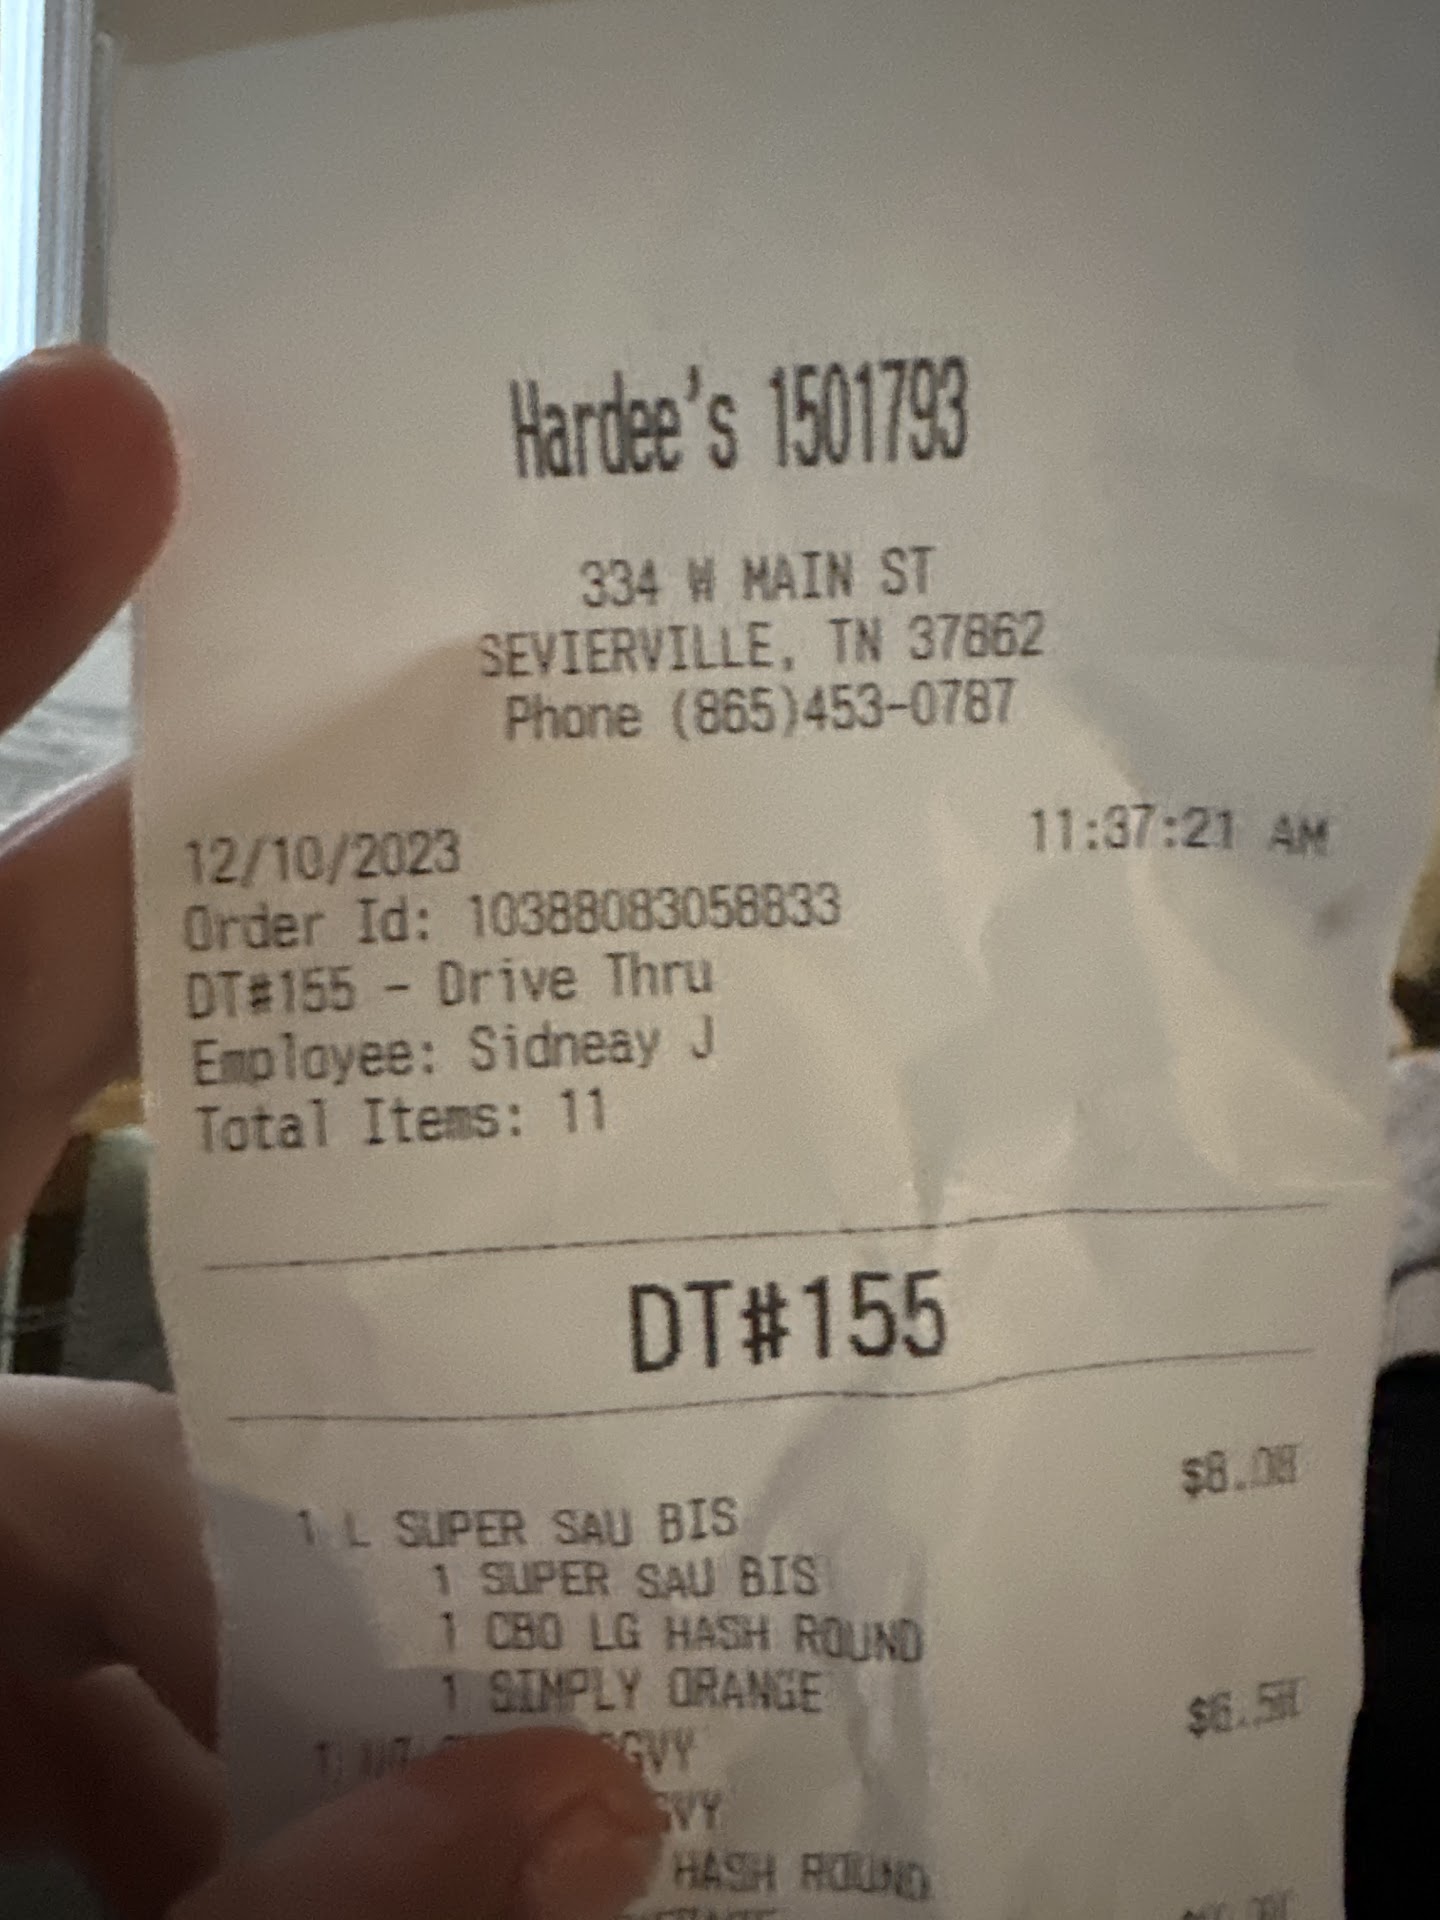 Hardee's 1501793
334 W MAIN ST
SEVIERVILLE, TN 37862
Phone (865)453-0787
12/10/2023 11:37:21 AM
Order Id: 10388083058833
DT#155 - Drive Thru
Employee: Sidneay J
Total Items: 11
DT#155
1 L SUPER SAU BIS
1 SUPER SAU BIS
1 CBO LG HASH ROUND
1 SIMPLY ORANGE
HASH ROUND